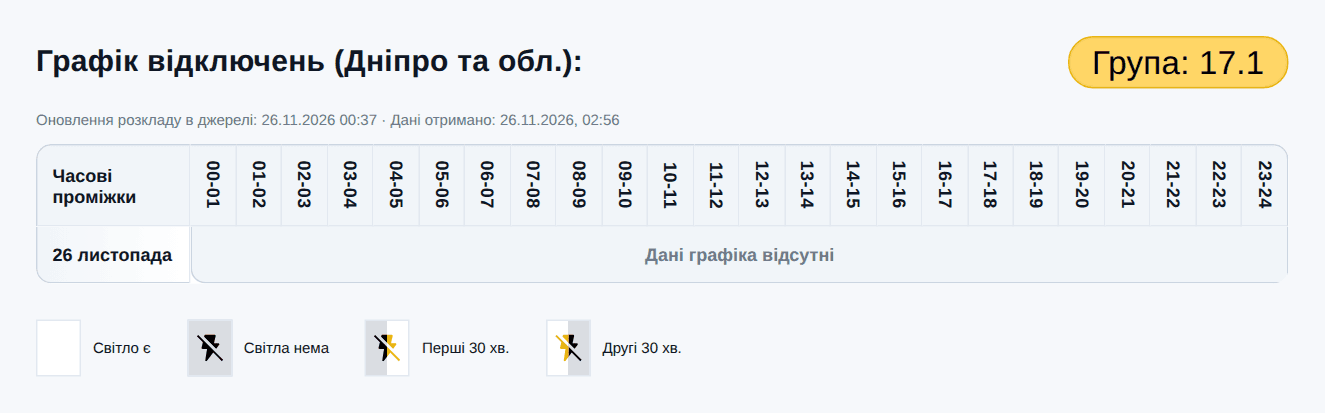 Графік відключень (Дніпро та обл.):
Група: 17.1
Оновлення розкладу в джерелі: 26.11.2026 00:37 · Дані отримано: 26.11.2026, 02:56
Часові
проміжки
00-01 01-02 02-03 03-04 04-05 05-06 06-07 07-08 08-09 09-10 10-11 11-12 12-13 13-14 14-15 15-16 16-17 17-18 18-19 19-20 20-21 21-22 22-23 23-24
26 листопада
Дані графіка відсутні
Світло є
Світла нема
Перші 30 хв.
Другі 30 хв.